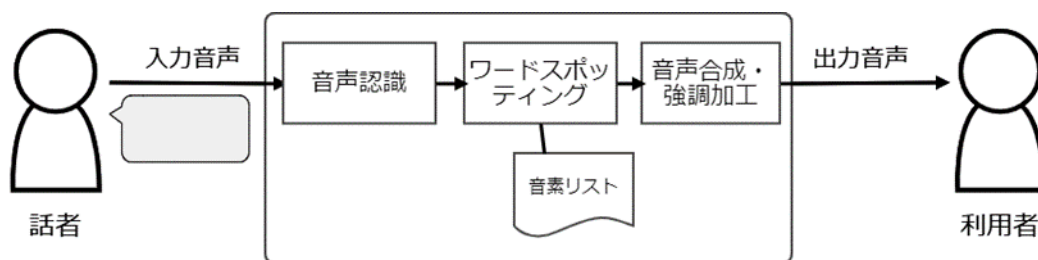 入力音声
音声認識
ワードスポッ
ティング
音声合成・
強調加工
出力音声
音素リスト
話者
利用者